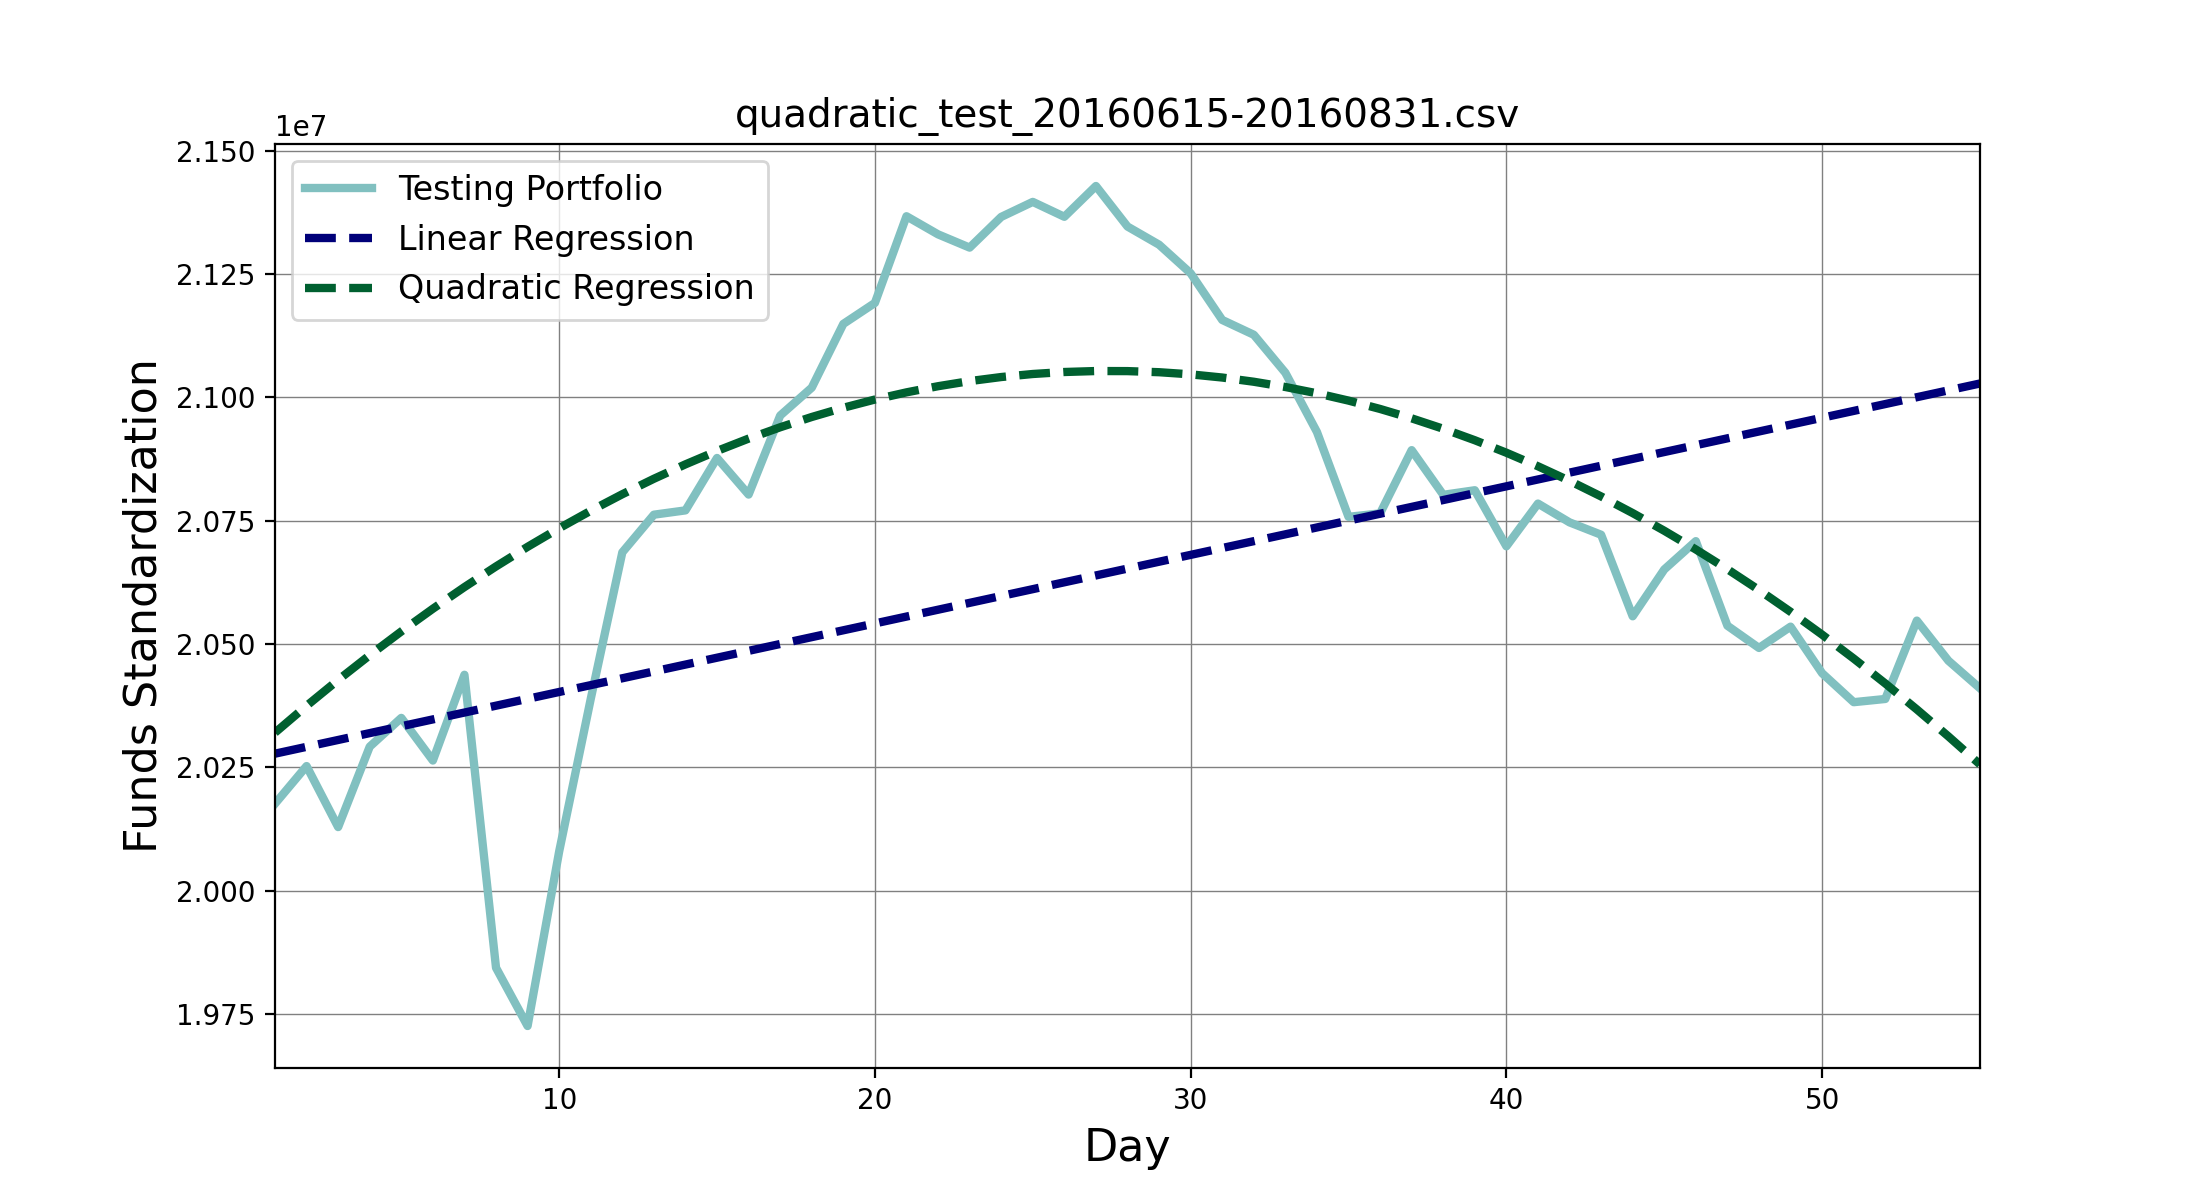 quadratic_test_20160615-20160831.csv
1e7
2.150
2.125
2.100
2.075
2.050
2.025
2.000
1.975
Funds Standardization
Testing Portfolio
Linear Regression
Quadratic Regression
10 20 30 40 50
Day